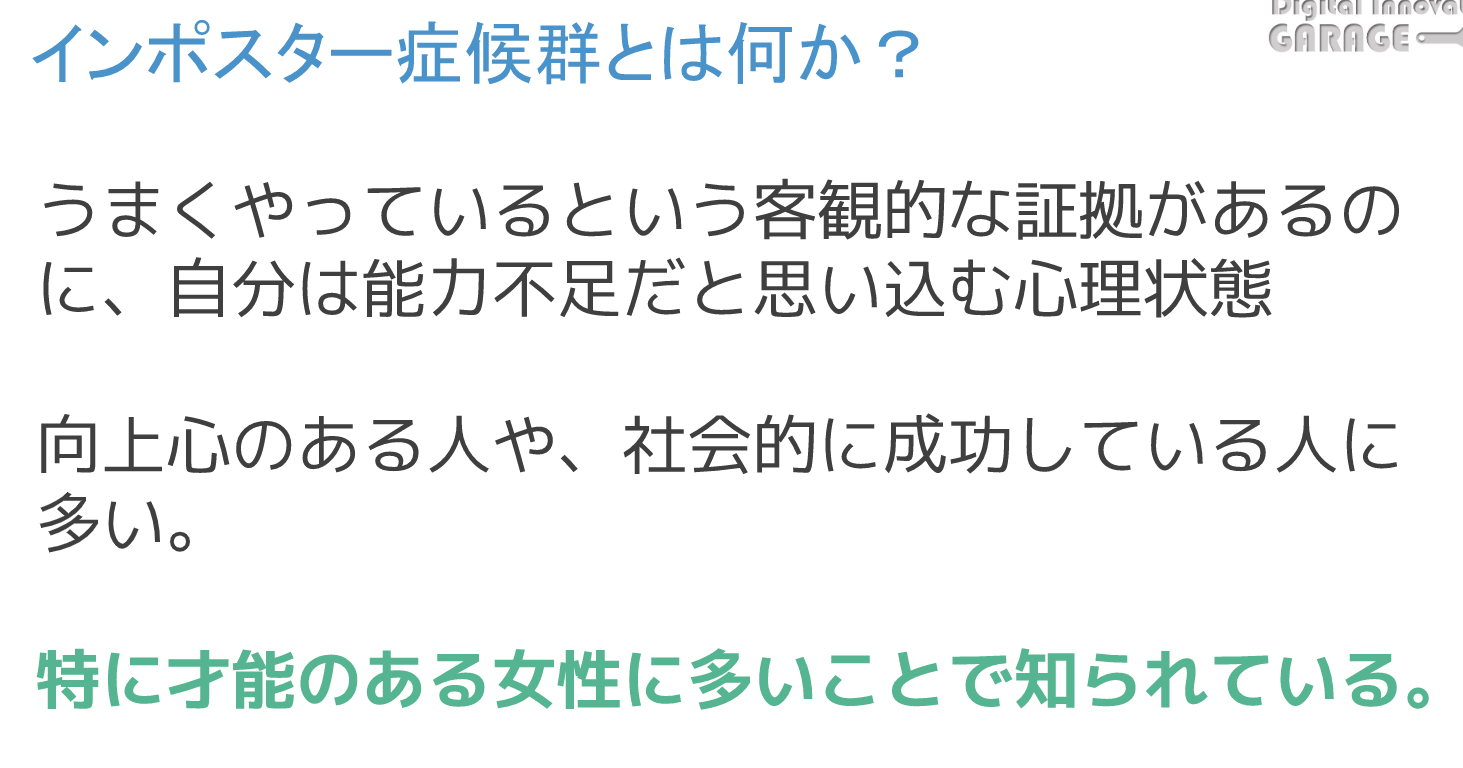 Digital Innovat
GARAGE
インポスター症候群とは何か？
うまくやっているという客観的な証拠があるの
に、自分は能力不足だと思い込む心理状態
向上心のある人や、社会的に成功している人に
多い。
特に才能のある女性に多いことで知られている。